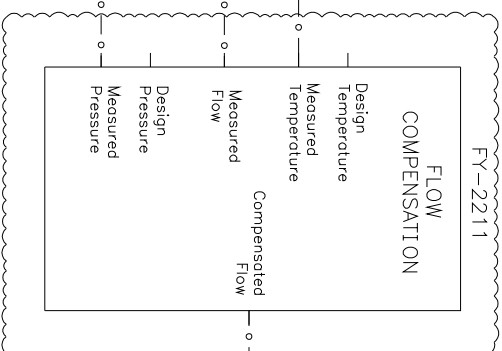 FY-2211
FLOW
COMPENSATION
Design
Temperature
Measured
Temperature
Measured
Flow
Design
Pressure
Measured
Pressure
Compensated
Flow